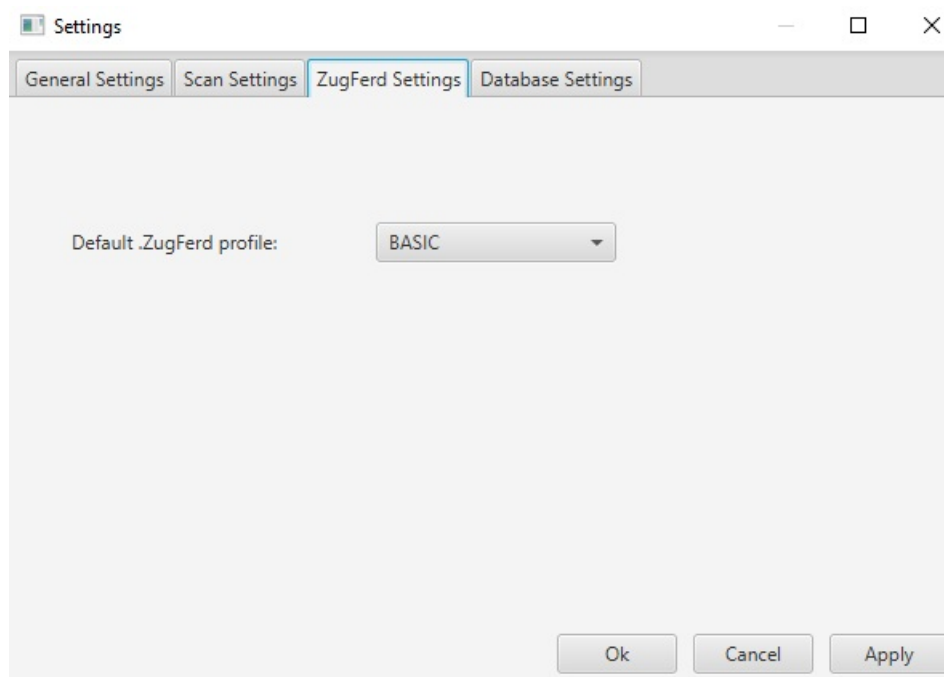 Settings
General Settings Scan Settings ZugFerd Settings Database Settings
Default .ZugFerd profile: BASIC
Ok Cancel Apply